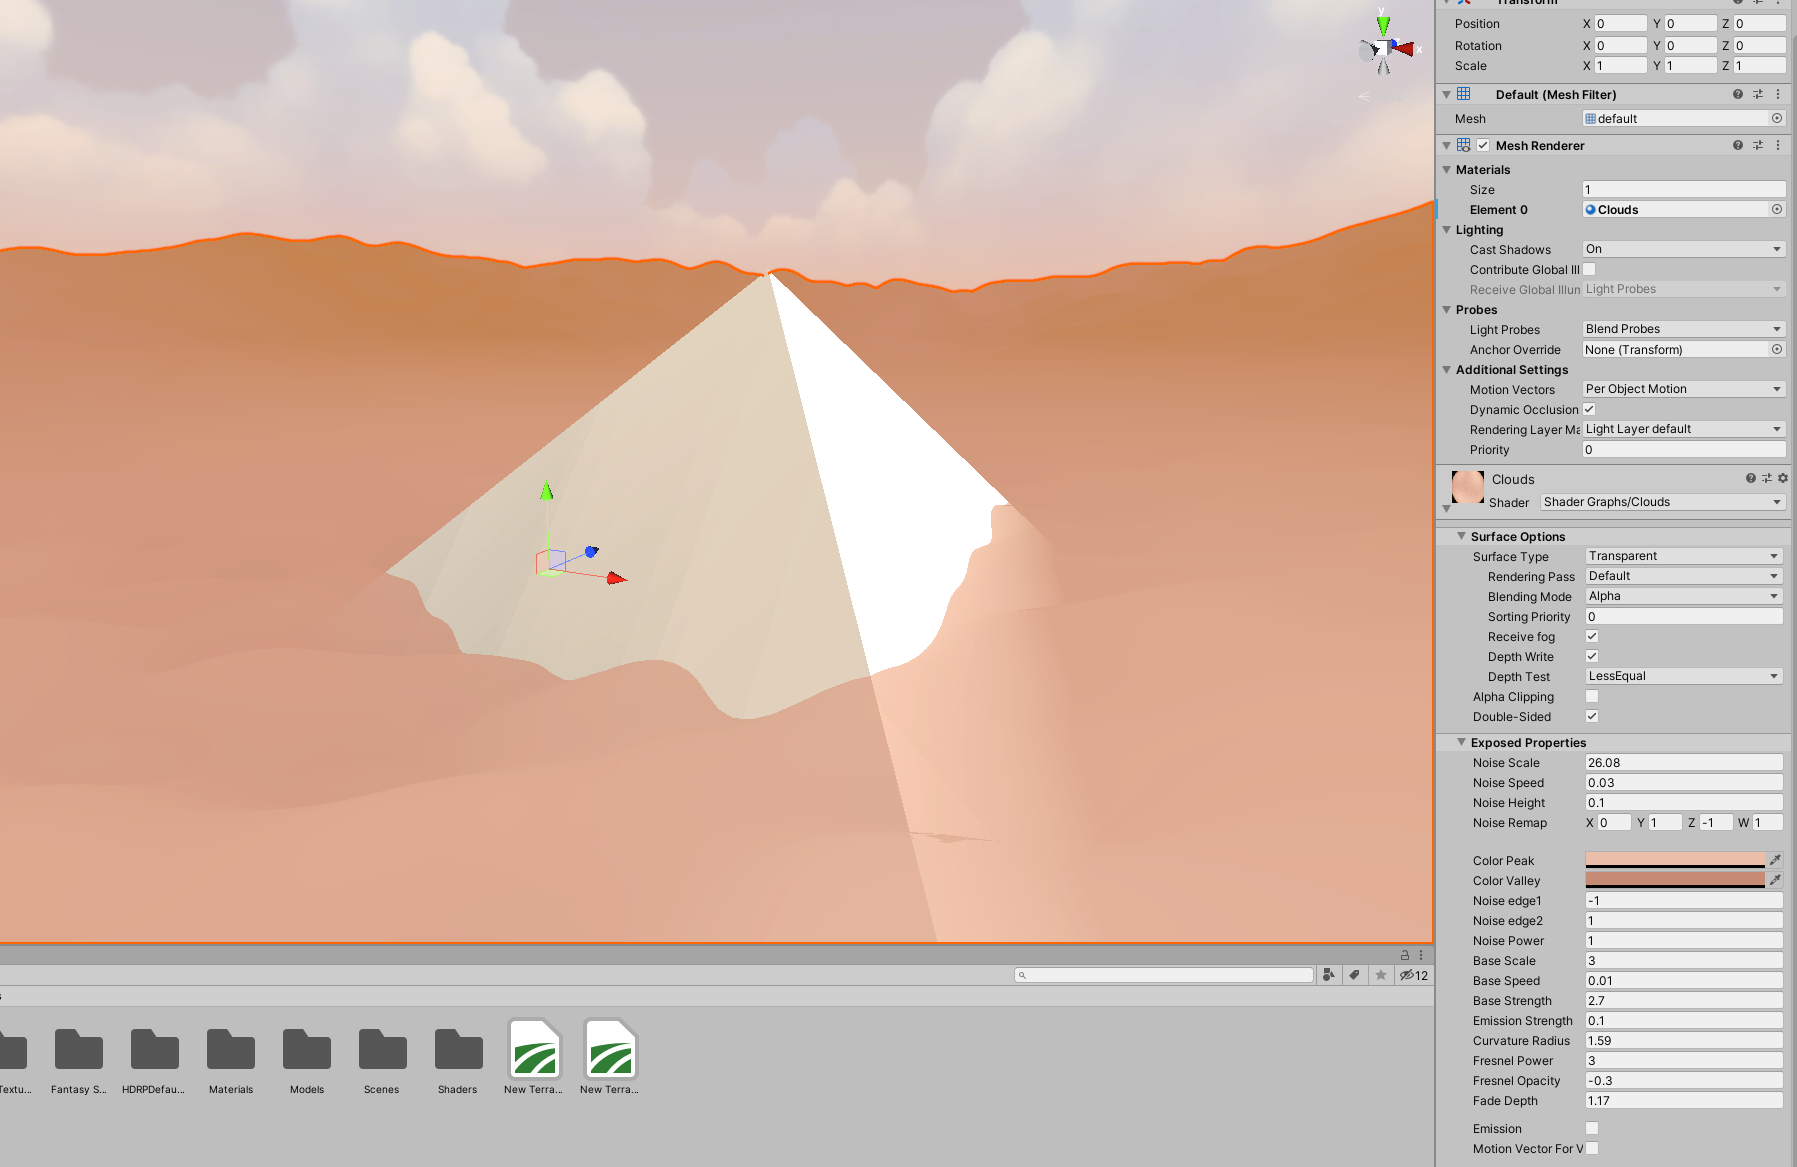 y
x
Transform
Position X 0 Y 0 Z 0
Rotation X 0 Y 0 Z 0
Scale X 1 Y 1 Z 1
Default (Mesh Filter)
Mesh default
Mesh Renderer
Materials
Size 1
Element 0 Clouds
Lighting
Cast Shadows On
Contribute Global Ill
Receive Global Illun Light Probes
Probes
Light Probes Blend Probes
Anchor Override None (Transform)
Additional Settings
Motion Vectors Per Object Motion
Dynamic Occlusion
Rendering Layer Ma Light Layer default
Priority 0
Clouds
Shader Shader Graphs/Clouds
Surface Options
Surface Type Transparent
Rendering Pass Default
Blending Mode Alpha
Sorting Priority 0
Receive fog
Depth Write
Depth Test LessEqual
Alpha Clipping
Double-Sided
Exposed Properties
Noise Scale 26.08
Noise Speed 0.03
Noise Height 0.1
Noise Remap X 0 Y 1 Z -1 W 1
Color Peak
Color Valley
Noise edge1 -1
Noise edge2 1
Noise Power 1
Base Scale 3
Base Speed 0.01
Base Strength 2.7
Emission Strength 0.1
Curvature Radius 1.59
Fresnel Power 3
Fresnel Opacity -0.3
Fade Depth 1.17
Emission
Motion Vector For V
12
s
Textu...
Fantasy S...
HDRPDefau...
Materials
Models
Scenes
Shaders
New Terra...
New Terra...